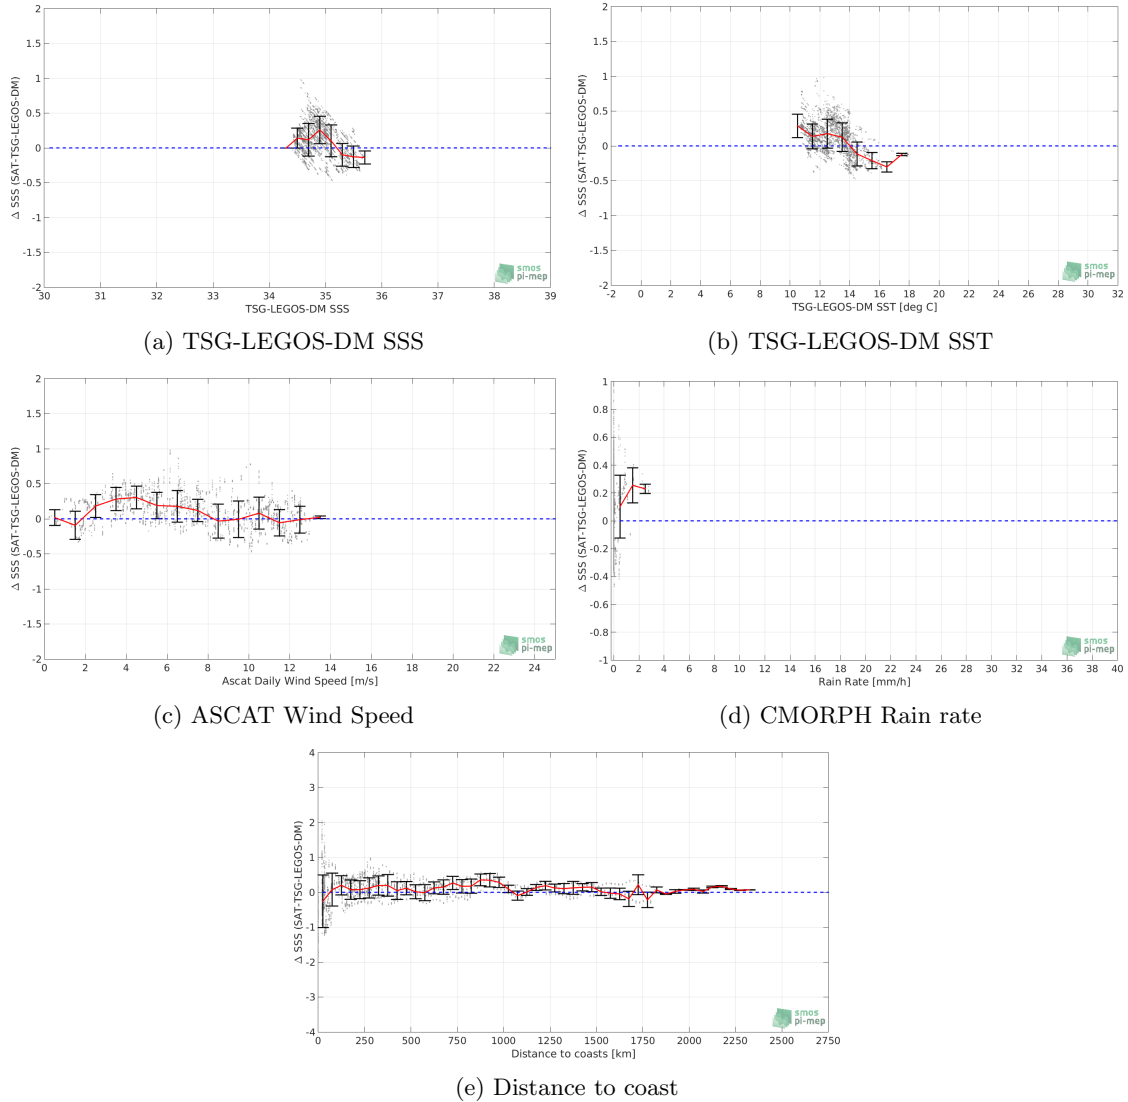 2
1.5
1
0.5
0
-0.5
-1
-1.5
-2
Δ SSS (SAT-TSG-LEGOS-DM)
30 31 32 33 34 35 36 37 38 39
TSG-LEGOS-DM SSS
smos
pi-mep
(a) TSG-LEGOS-DM SSS
2
1.5
1
0.5
0
-0.5
-1
-1.5
-2
Δ SSS (SAT-TSG-LEGOS-DM)
-2 0 2 4 6 8 10 12 14 16 18 20 22 24 26 28 30 32
TSG-LEGOS-DM SST [deg C]
smos
pi-mep
(b) TSG-LEGOS-DM SST
2
1.5
1
0.5
0
-0.5
-1
-1.5
-2
Δ SSS (SAT-TSG-LEGOS-DM)
0 2 4 6 8 10 12 14 16 18 20 22 24
Ascat Daily Wind Speed [m/s]
smos
pi-mep
(c) ASCAT Wind Speed
1
0.8
0.6
0.4
0.2
0
-0.2
-0.4
-0.6
-0.8
-1
Δ SSS (SAT-TSG-LEGOS-DM)
0 2 4 6 8 10 12 14 16 18 20 22 24 26 28 30 32 34 36 38 40
Rain Rate [mm/h]
smos
pi-mep
(d) CMORPH Rain rate
4
3
2
1
0
-1
-2
-3
-4
Δ SSS (SAT-TSG-LEGOS-DM)
0 250 500 750 1000 1250 1500 1750 2000 2250 2500 2750
Distance to coasts [km]
smos
pi-mep
(e) Distance to coast